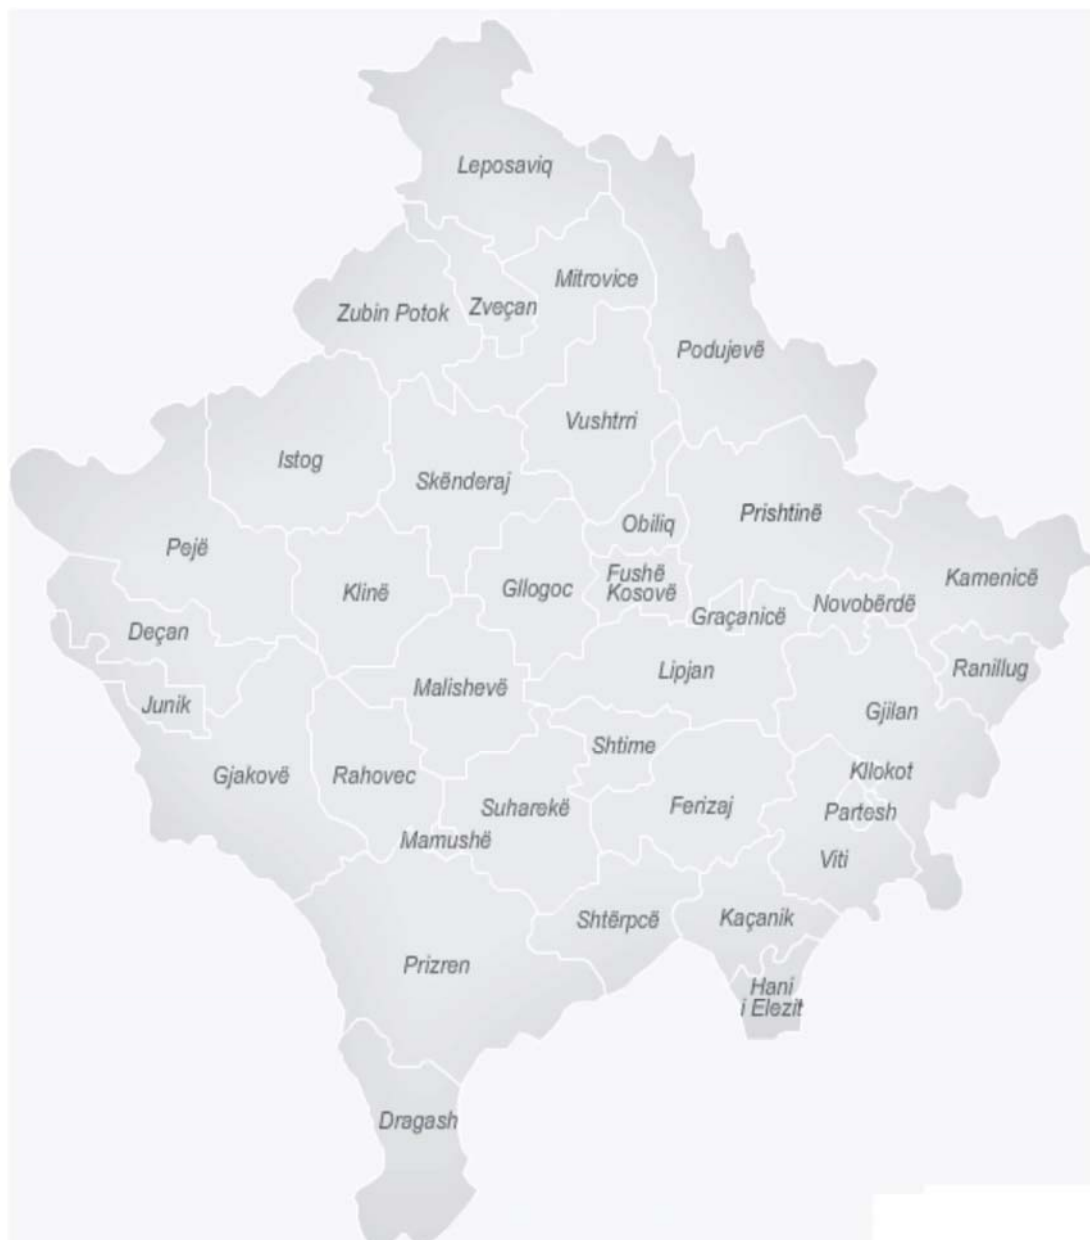 Leposaviq
Mitrovice
Zveçan
Zubin Potok
Podujevë
Vushtrri
Istog
Skënderaj
Prishtinë
Obiliq
Pejë
Fushë
Kosovë
Kamenicë
Klinë
Gllogoc
Novobërdë
Graçanicë
Deçan
Lipjan
Ranillug
Malishevë
Junik
Gjilan
Shtime
Kllokot
Gjakovë
Rahovec
Suharekë
Ferizaj
Partesh
Mamushë
Viti
Shtërpcë
Kaçanik
Prizren
Hani
i Elezit
Dragash